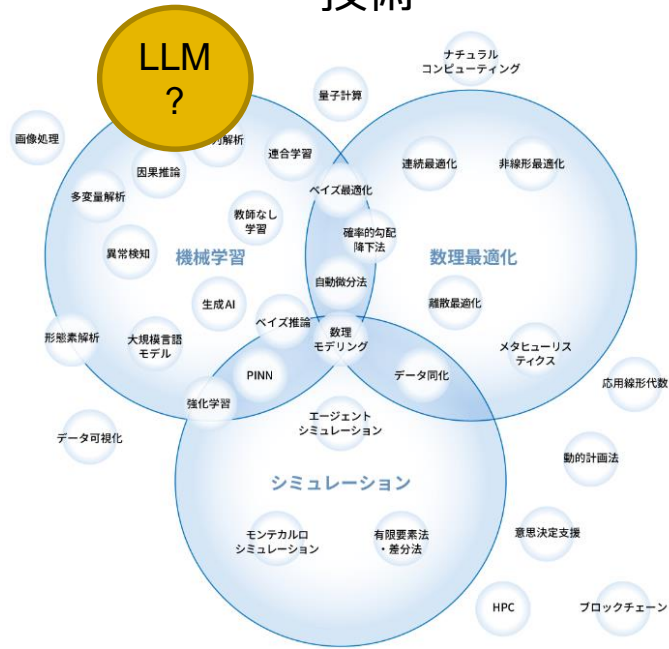 技術
LLM
?
ナチュラル
コンピューティング
量子計算
画像処理
列解析
連合学習
因果推論
連続最適化
非線形最適化
多変量解析
ベイズ最適化
教師なし
学習
確率的勾配
降下法
異常検知
機械学習
数理最適化
自動微分法
生成AI
離散最適化
ベイズ推論
形態素解析
大規模言語
モデル
数理
モデリング
メタヒューリス
ティクス
PINN
データ同化
応用線形代数
強化学習
エージェント
シミュレーション
データ可視化
動的計画法
シミュレーション
モンテカルロ
シミュレーション
有限要素法
・差分法
意思決定支援
HPC
ブロックチェーン